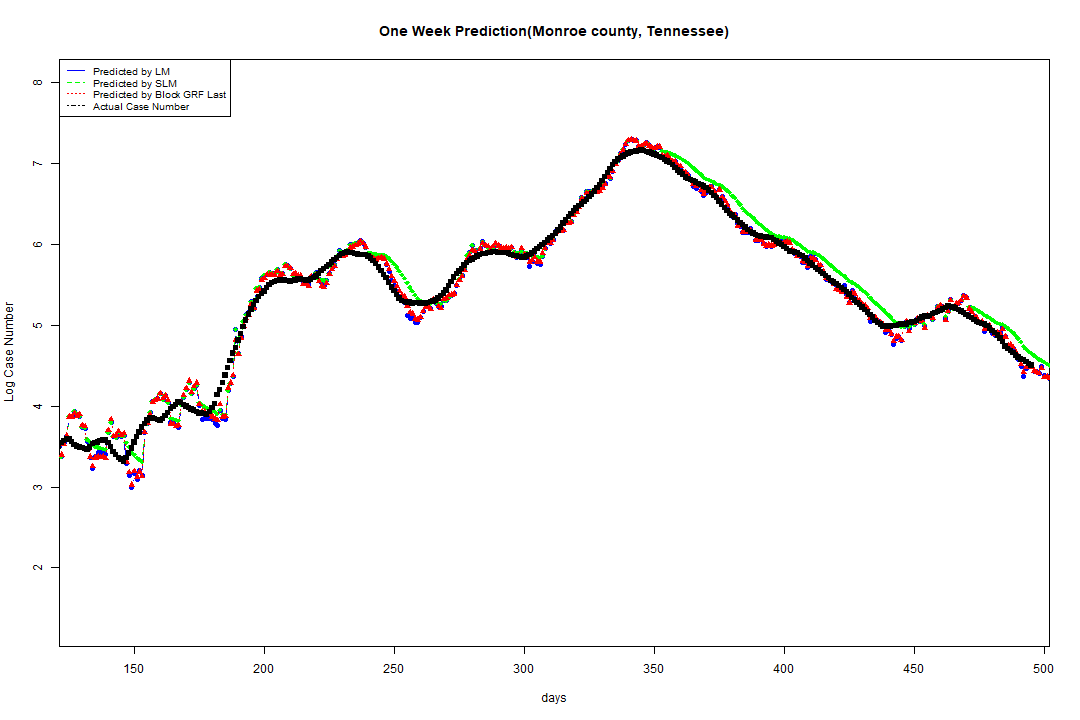 One Week Prediction(Monroe county, Tennessee)
Predicted by LM
Predicted by SLM
Predicted by Block GRF Last
Actual Case Number
8
7
6
5
4
3
2
Log Case Number
150 200 250 300 350 400 450 500
days